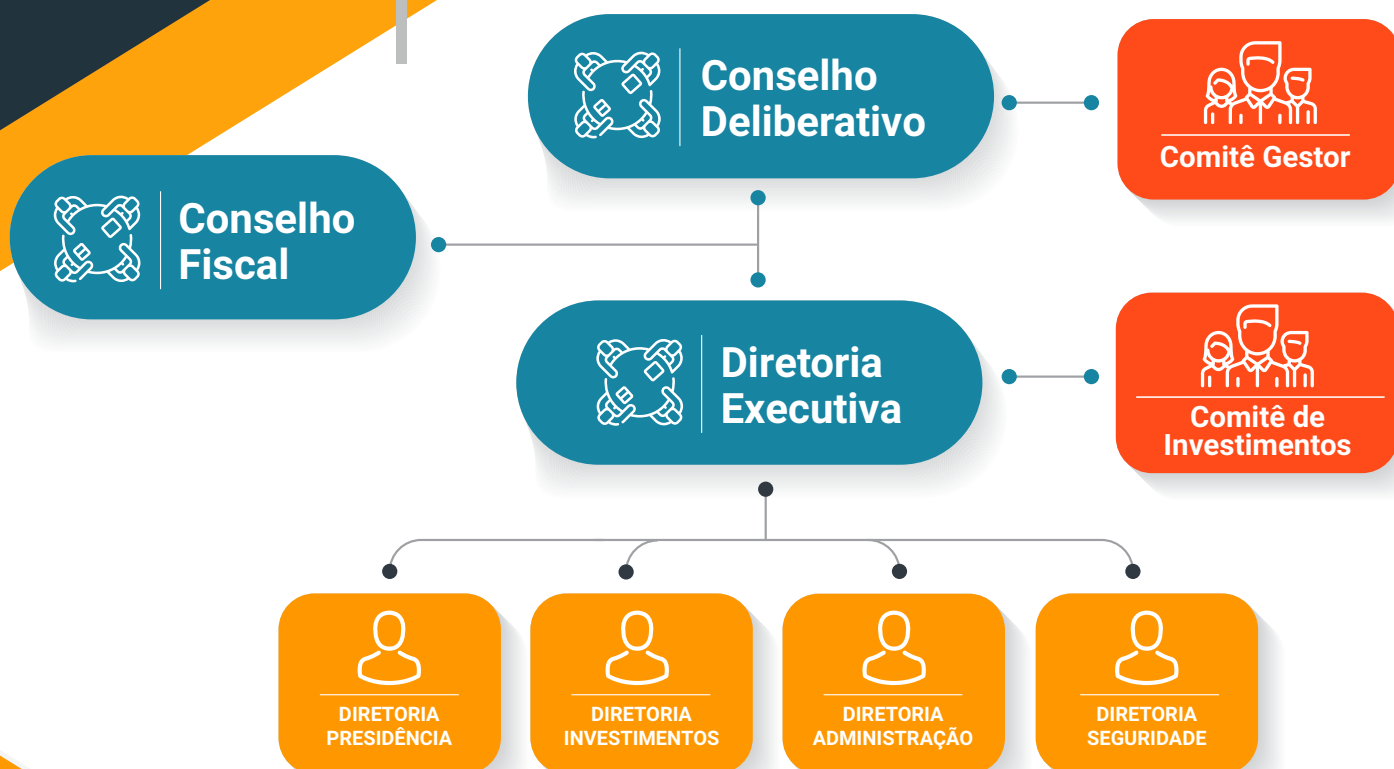 Conselho
Deliberativo
Comitê Gestor
Conselho
Fiscal
Diretoria
Executiva
Comitê de
Investimentos
DIRETORIA
PRESIDÊNCIA
DIRETORIA
INVESTIMENTOS
DIRETORIA
ADMINISTRAÇÃO
DIRETORIA
SEGURIDADE